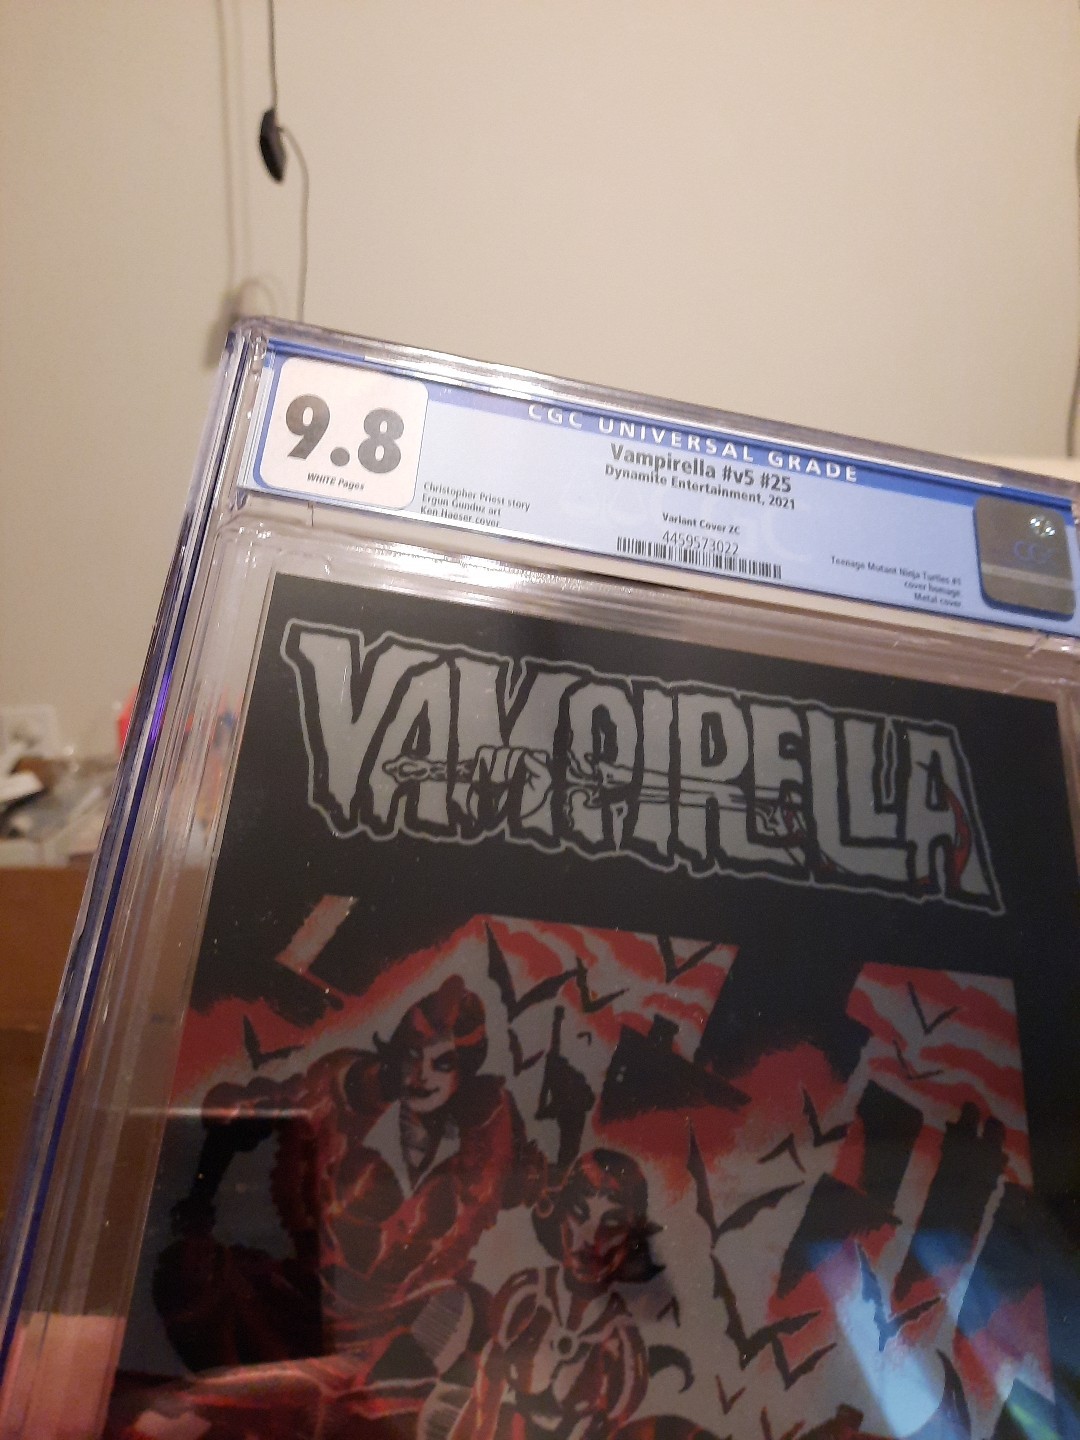 CGC UNIVERSAL GRADE
9.8
WHITE Pages
Vampirella #v5 #25
Dynamite Entertainment, 2021
Variant Cover ZC
4459573022
Christopher Priest story
Ergun Gunduz art
Ken Haeser cover
Teenage Mutant Ninja Turtles #1
cover homage
Metal cover
CGC
VAMPIRELLA